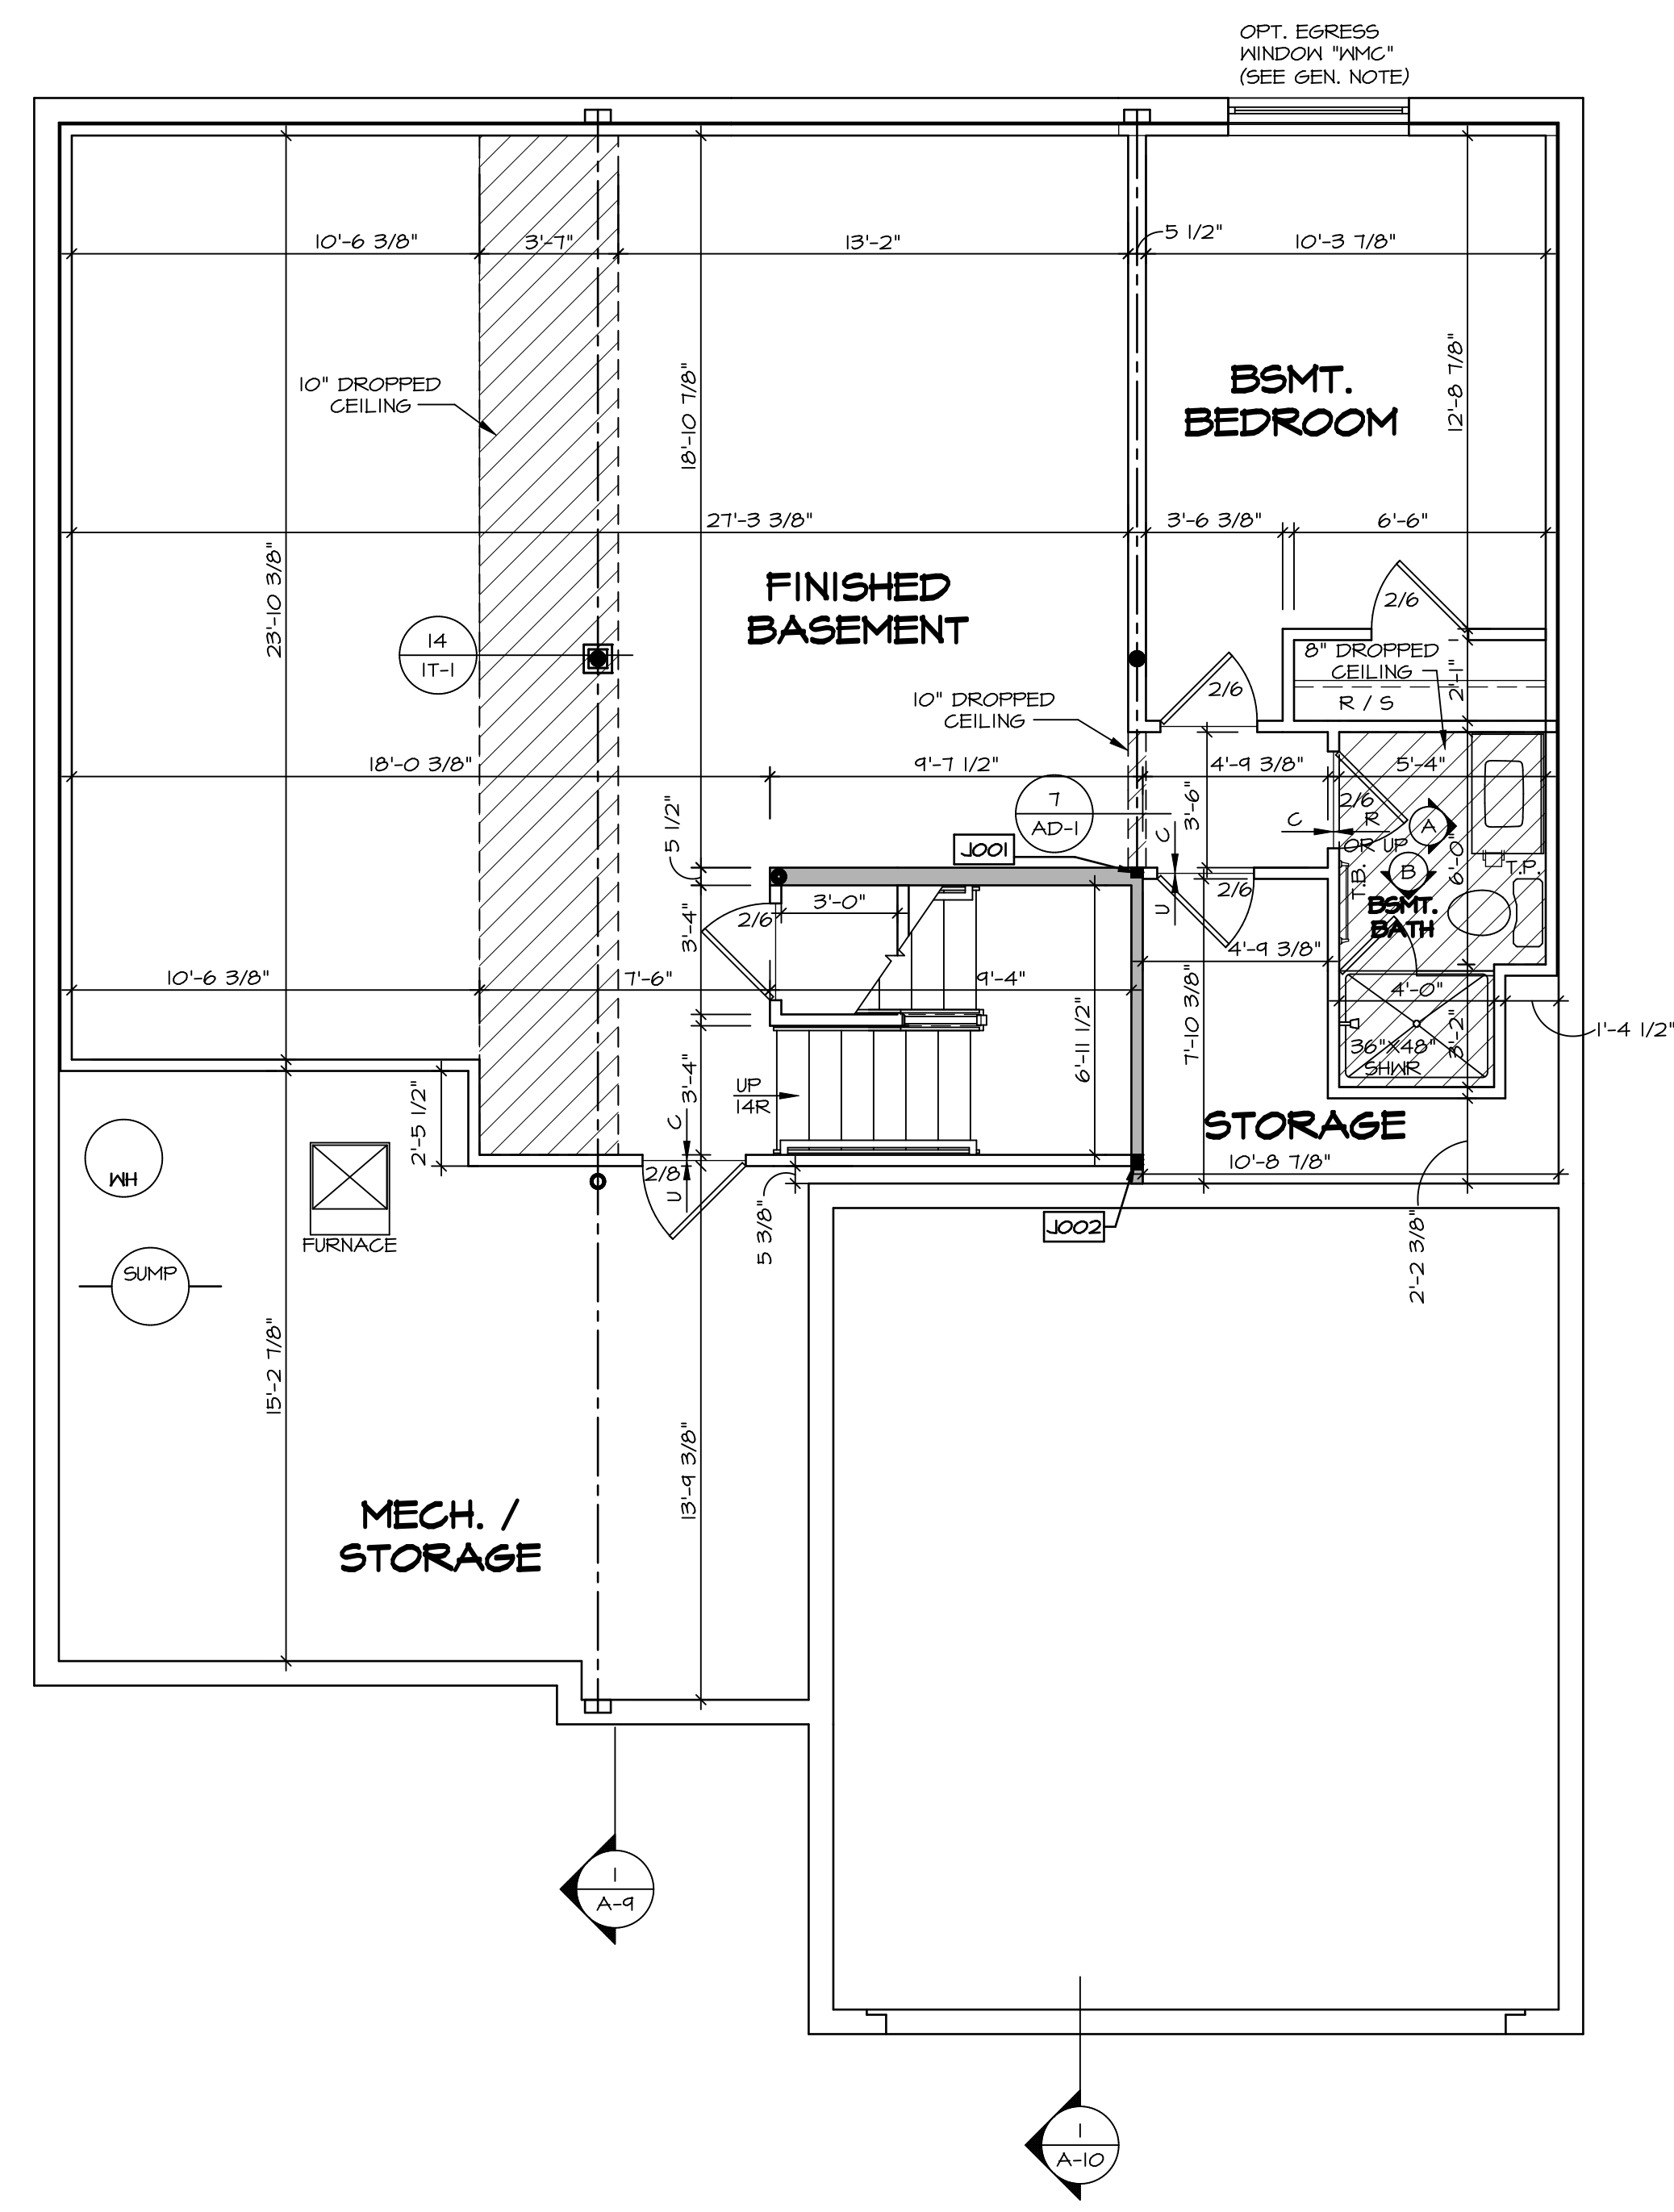 OPT. EGRESS
WINDOW "WMC"
(SEE GEN. NOTE)
10'-6 3/8"
3'-7"
13'-2"
5 1/2"
10'-3 7/8"
10" DROPPED
CEILING
18'-10 7/8"
BSMT.
BEDROOM
12'-8 7/8"
27'-3 3/8"
3'-6 3/8"
6'-6"
23'-10 3/8"
FINISHED
BASEMENT
2/6
14
1T-1
8" DROPPED
CEILING
2'-1"
R / S
2/6
10" DROPPED
CEILING
18'-0 3/8"
9'-7 1/2"
4'-9 3/8"
5'-4"
5 1/2"
7
AD-1
3'-6"
2/6
C
R
OR UP
A
6'-0"
C
J001
T.B.
B
T.P.
U
2/6
BSMT.
BATH
3'-0"
2/6
3'-4"
4'-9 3/8"
10'-6 3/8"
7'-6"
9'-4"
4'-0"
1'-4 1/2"
6'-11 1/2"
7'-10 3/8"
3'-2"
36"X48"
SHWR
UP
14R
3'-4"
2'-5 1/2"
C
STORAGE
WH
2/8
U
10'-8 7/8"
5 3/8"
J002
FURNACE
2'-2 3/8"
SUMP
15'-2 7/8"
13'-9 3/8"
MECH. /
STORAGE
1
A-9
1
A-10